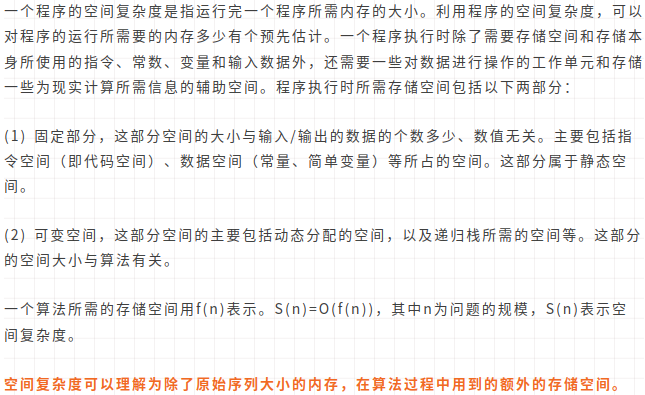 一个程序的空间复杂度是指运行完一个程序所需内存的大小。利用程序的空间复杂度，可以
对程序的运行所需要的内存多少有个预先估计。一个程序执行时除了需要存储空间和存储本
身所使用的指令、常数、变量和输入数据外，还需要一些对数据进行操作的工作单元和存储
一些为现实计算所需信息的辅助空间。程序执行时所需存储空间包括以下两部分：
(1) 固定部分，这部分空间的大小与输入/输出的数据的个数多少、数值无关。主要包括指
令空间（即代码空间）、数据空间（常量、简单变量）等所占的空间。这部分属于静态空
间。
(2) 可变空间，这部分空间的主要包括动态分配的空间，以及递归栈所需的空间等。这部分
的空间大小与算法有关。
一个算法所需的存储空间用f(n)表示。S(n)=O(f(n))，其中n为问题的规模，S(n)表示空
间复杂度。
空间复杂度可以理解为除了原始序列大小的内存，在算法过程中用到的额外的存储空间。